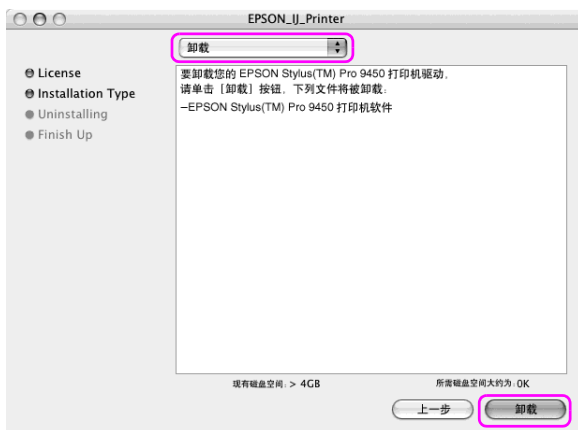 EPSON_IJ_Printer
卸载
License
Installation Type
Uninstalling
Finish Up
要卸载您的 EPSON Stylus(TM) Pro 9450 打印机驱动,
请单击 [卸载] 按钮, 下列文件将被卸载:
–EPSON Stylus(TM) Pro 9450 打印机软件
现有磁盘空间: > 4GB
所需磁盘空间大约为: 0K
上一步
卸载